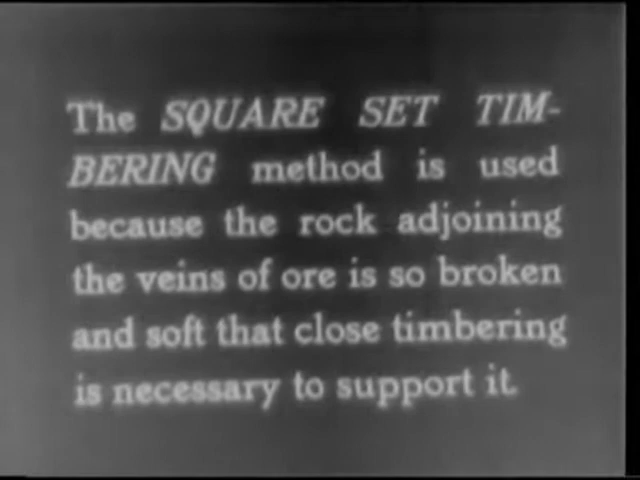 The SQUARE SET TIM-
BERING method is used
because the rock adjoining
the veins of ore is so broken
and soft that close timbering
is necessary to support it.